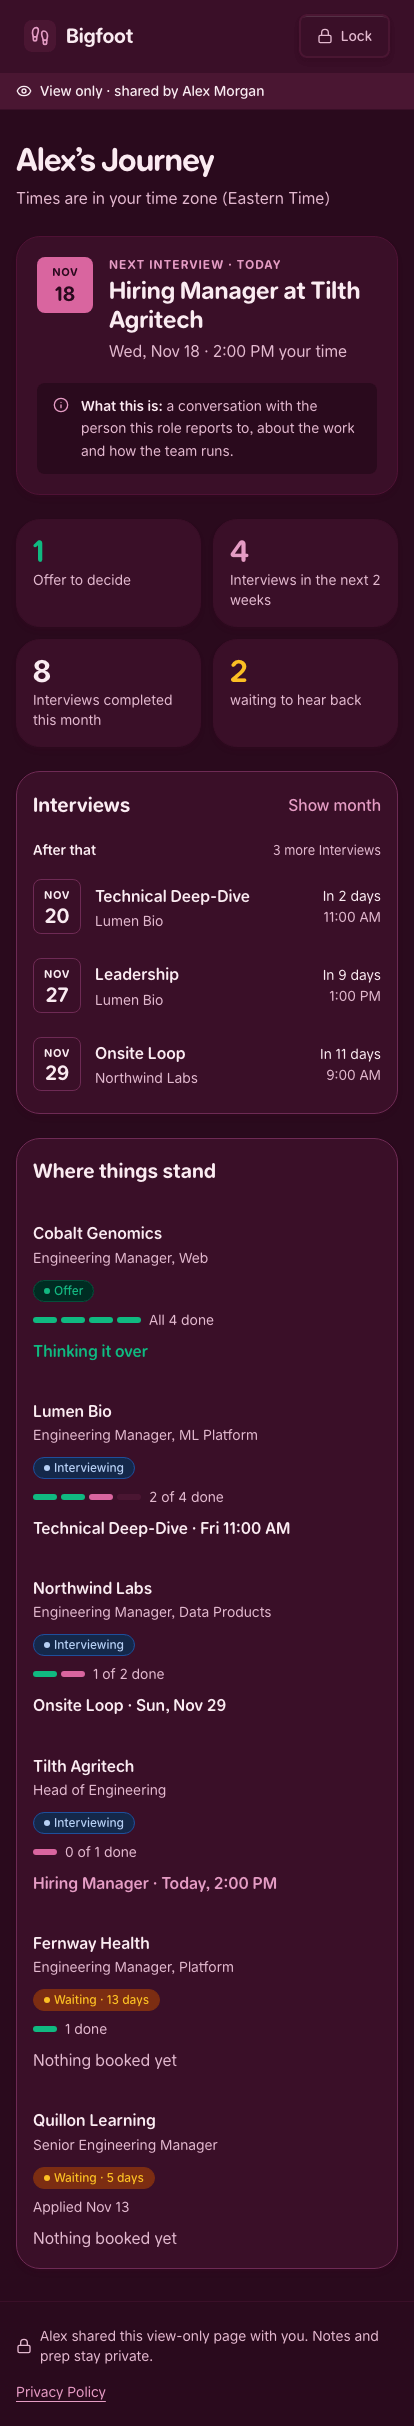 Bigfoot
Lock
View only · shared by Alex Morgan
Alex's Journey
Times are in your time zone (Eastern Time)
NOV
18
NEXT INTERVIEW · TODAY
Hiring Manager at Tilth
Agritech
Wed, Nov 18 · 2:00 PM your time
What this is: a conversation with the
person this role reports to, about the work
and how the team runs.
1
Offer to decide
4
Interviews in the next 2
weeks
8
Interviews completed
this month
2
waiting to hear back
Interviews
Show month
After that
3 more Interviews
NOV
20
Technical Deep-Dive
Lumen Bio
In 2 days
11:00 AM
NOV
27
Leadership
Lumen Bio
In 9 days
1:00 PM
NOV
29
Onsite Loop
Northwind Labs
In 11 days
9:00 AM
Where things stand
Cobalt Genomics
Engineering Manager, Web
Offer
All 4 done
Thinking it over
Lumen Bio
Engineering Manager, ML Platform
Interviewing
2 of 4 done
Technical Deep-Dive · Fri 11:00 AM
Northwind Labs
Engineering Manager, Data Products
Interviewing
1 of 2 done
Onsite Loop · Sun, Nov 29
Tilth Agritech
Head of Engineering
Interviewing
0 of 1 done
Hiring Manager · Today, 2:00 PM
Fernway Health
Engineering Manager, Platform
Waiting · 13 days
1 done
Nothing booked yet
Quillon Learning
Senior Engineering Manager
Waiting · 5 days
Applied Nov 13
Nothing booked yet
Alex shared this view-only page with you. Notes and
prep stay private.
Privacy Policy